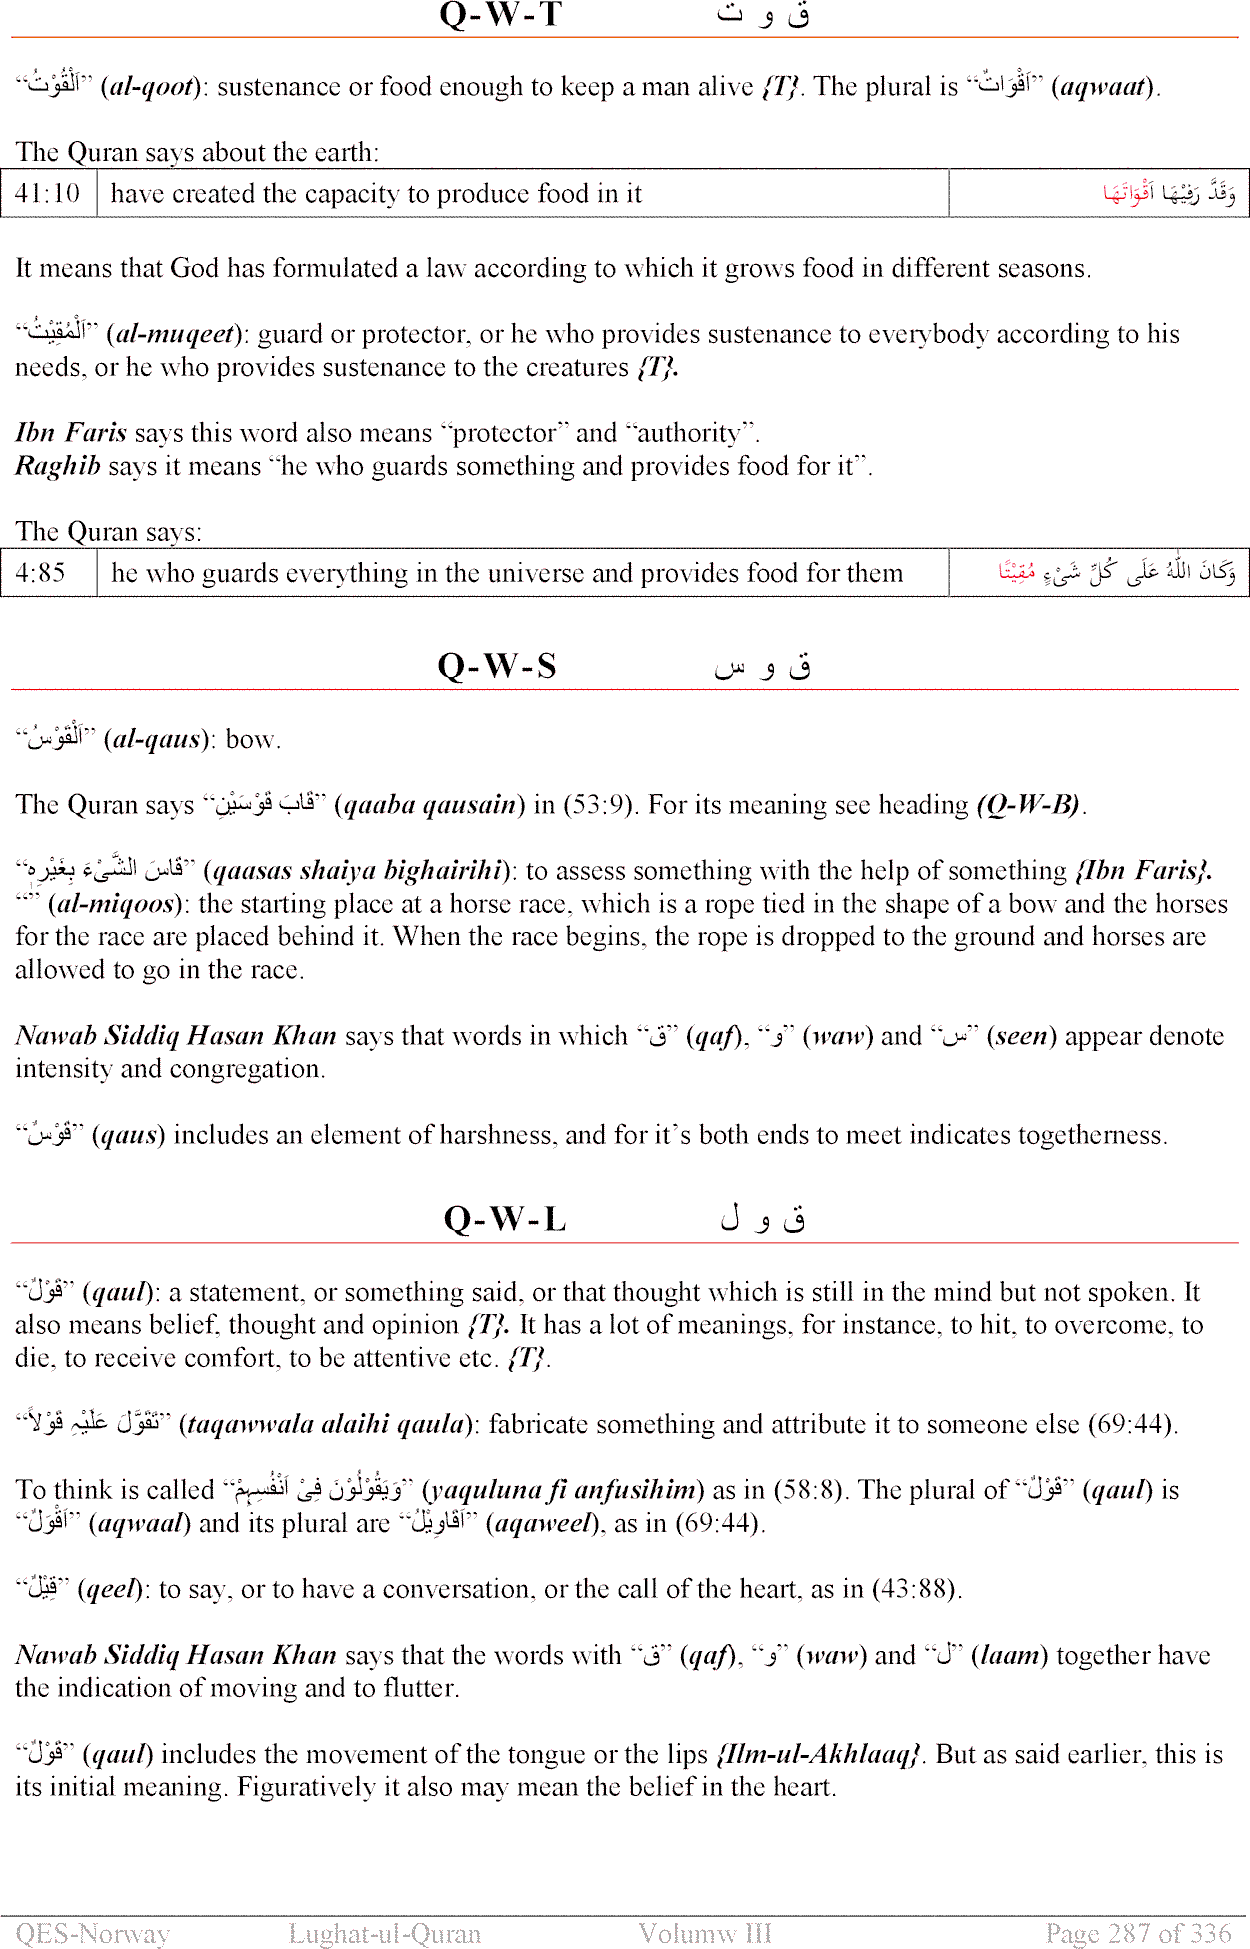 Q-W-T ق و ت
“اَلْقُوْتُ” (al-qoot): sustenance or food enough to keep a man alive {T}. The plural is “اَقْوَاتٌ” (aqwaat).
The Quran says about the earth:
41:10 have created the capacity to produce food in it وَقَدَّ رَفِيْهَا اَقْوَاتَهَا
It means that God has formulated a law according to which it grows food in different seasons.
“اَلْمُقِيْتُ” (al-muqeet): guard or protector, or he who provides sustenance to everybody according to his
needs, or he who provides sustenance to the creatures {T}.
Ibn Faris says this word also means “protector” and “authority”.
Raghib says it means “he who guards something and provides food for it”.
The Quran says:
4:85 he who guards everything in the universe and provides food for them وَكَانَ اللّٰهُ عَلَى كُلِّ شَىْءٍ مُقِيْتًا
Q-W-S ق و س
“اَلْقَوْسُ” (al-qaus): bow.
The Quran says “قَابَ قَوْسَيْنِ” (qaaba qausain) in (53:9). For its meaning see heading (Q-W-B).
“قَاسَ الشَّىْءَ بِغَيْرِهٖ” (qaasas shaiya bighairihi): to assess something with the help of something {Ibn Faris}.
“” (al-miqoos): the starting place at a horse race, which is a rope tied in the shape of a bow and the horses
for the race are placed behind it. When the race begins, the rope is dropped to the ground and horses are
allowed to go in the race.
Nawab Siddiq Hasan Khan says that words in which “ق” (qaf), “و” (waw) and “س” (seen) appear denote
intensity and congregation.
“قَوْسٌ” (qaus) includes an element of harshness, and for it’s both ends to meet indicates togetherness.
Q-W-L ق و ل
“قَوْلٌ” (qaul): a statement, or something said, or that thought which is still in the mind but not spoken. It
also means belief, thought and opinion {T}. It has a lot of meanings, for instance, to hit, to overcome, to
die, to receive comfort, to be attentive etc. {T}.
“تَقَوَّلَ عَلَيْہِ قَوْلاً” (taqawwala alaihi qaula): fabricate something and attribute it to someone else (69:44).
To think is called “وَيَقُوْلُوْنَ فِىْ اَنْفُسِہِمْ” (yaquluna fi anfusihim) as in (58:8). The plural of “قَوْلٌ” (qaul) is
“اَقْوَلٌ” (aqwaal) and its plural are “اَقَاوِيْلُ” (aqaweel), as in (69:44).
“قِيْلٌ” (qeel): to say, or to have a conversation, or the call of the heart, as in (43:88).
Nawab Siddiq Hasan Khan says that the words with “ق” (qaf), “و” (waw) and “ل” (laam) together have
the indication of moving and to flutter.
“قَوْلٌ” (qaul) includes the movement of the tongue or the lips {Ilm-ul-Akhlaaq}. But as said earlier, this is
its initial meaning. Figuratively it also may mean the belief in the heart.
QES-Norway Lughat-ul-Quran Volumw III Page 287 of 336